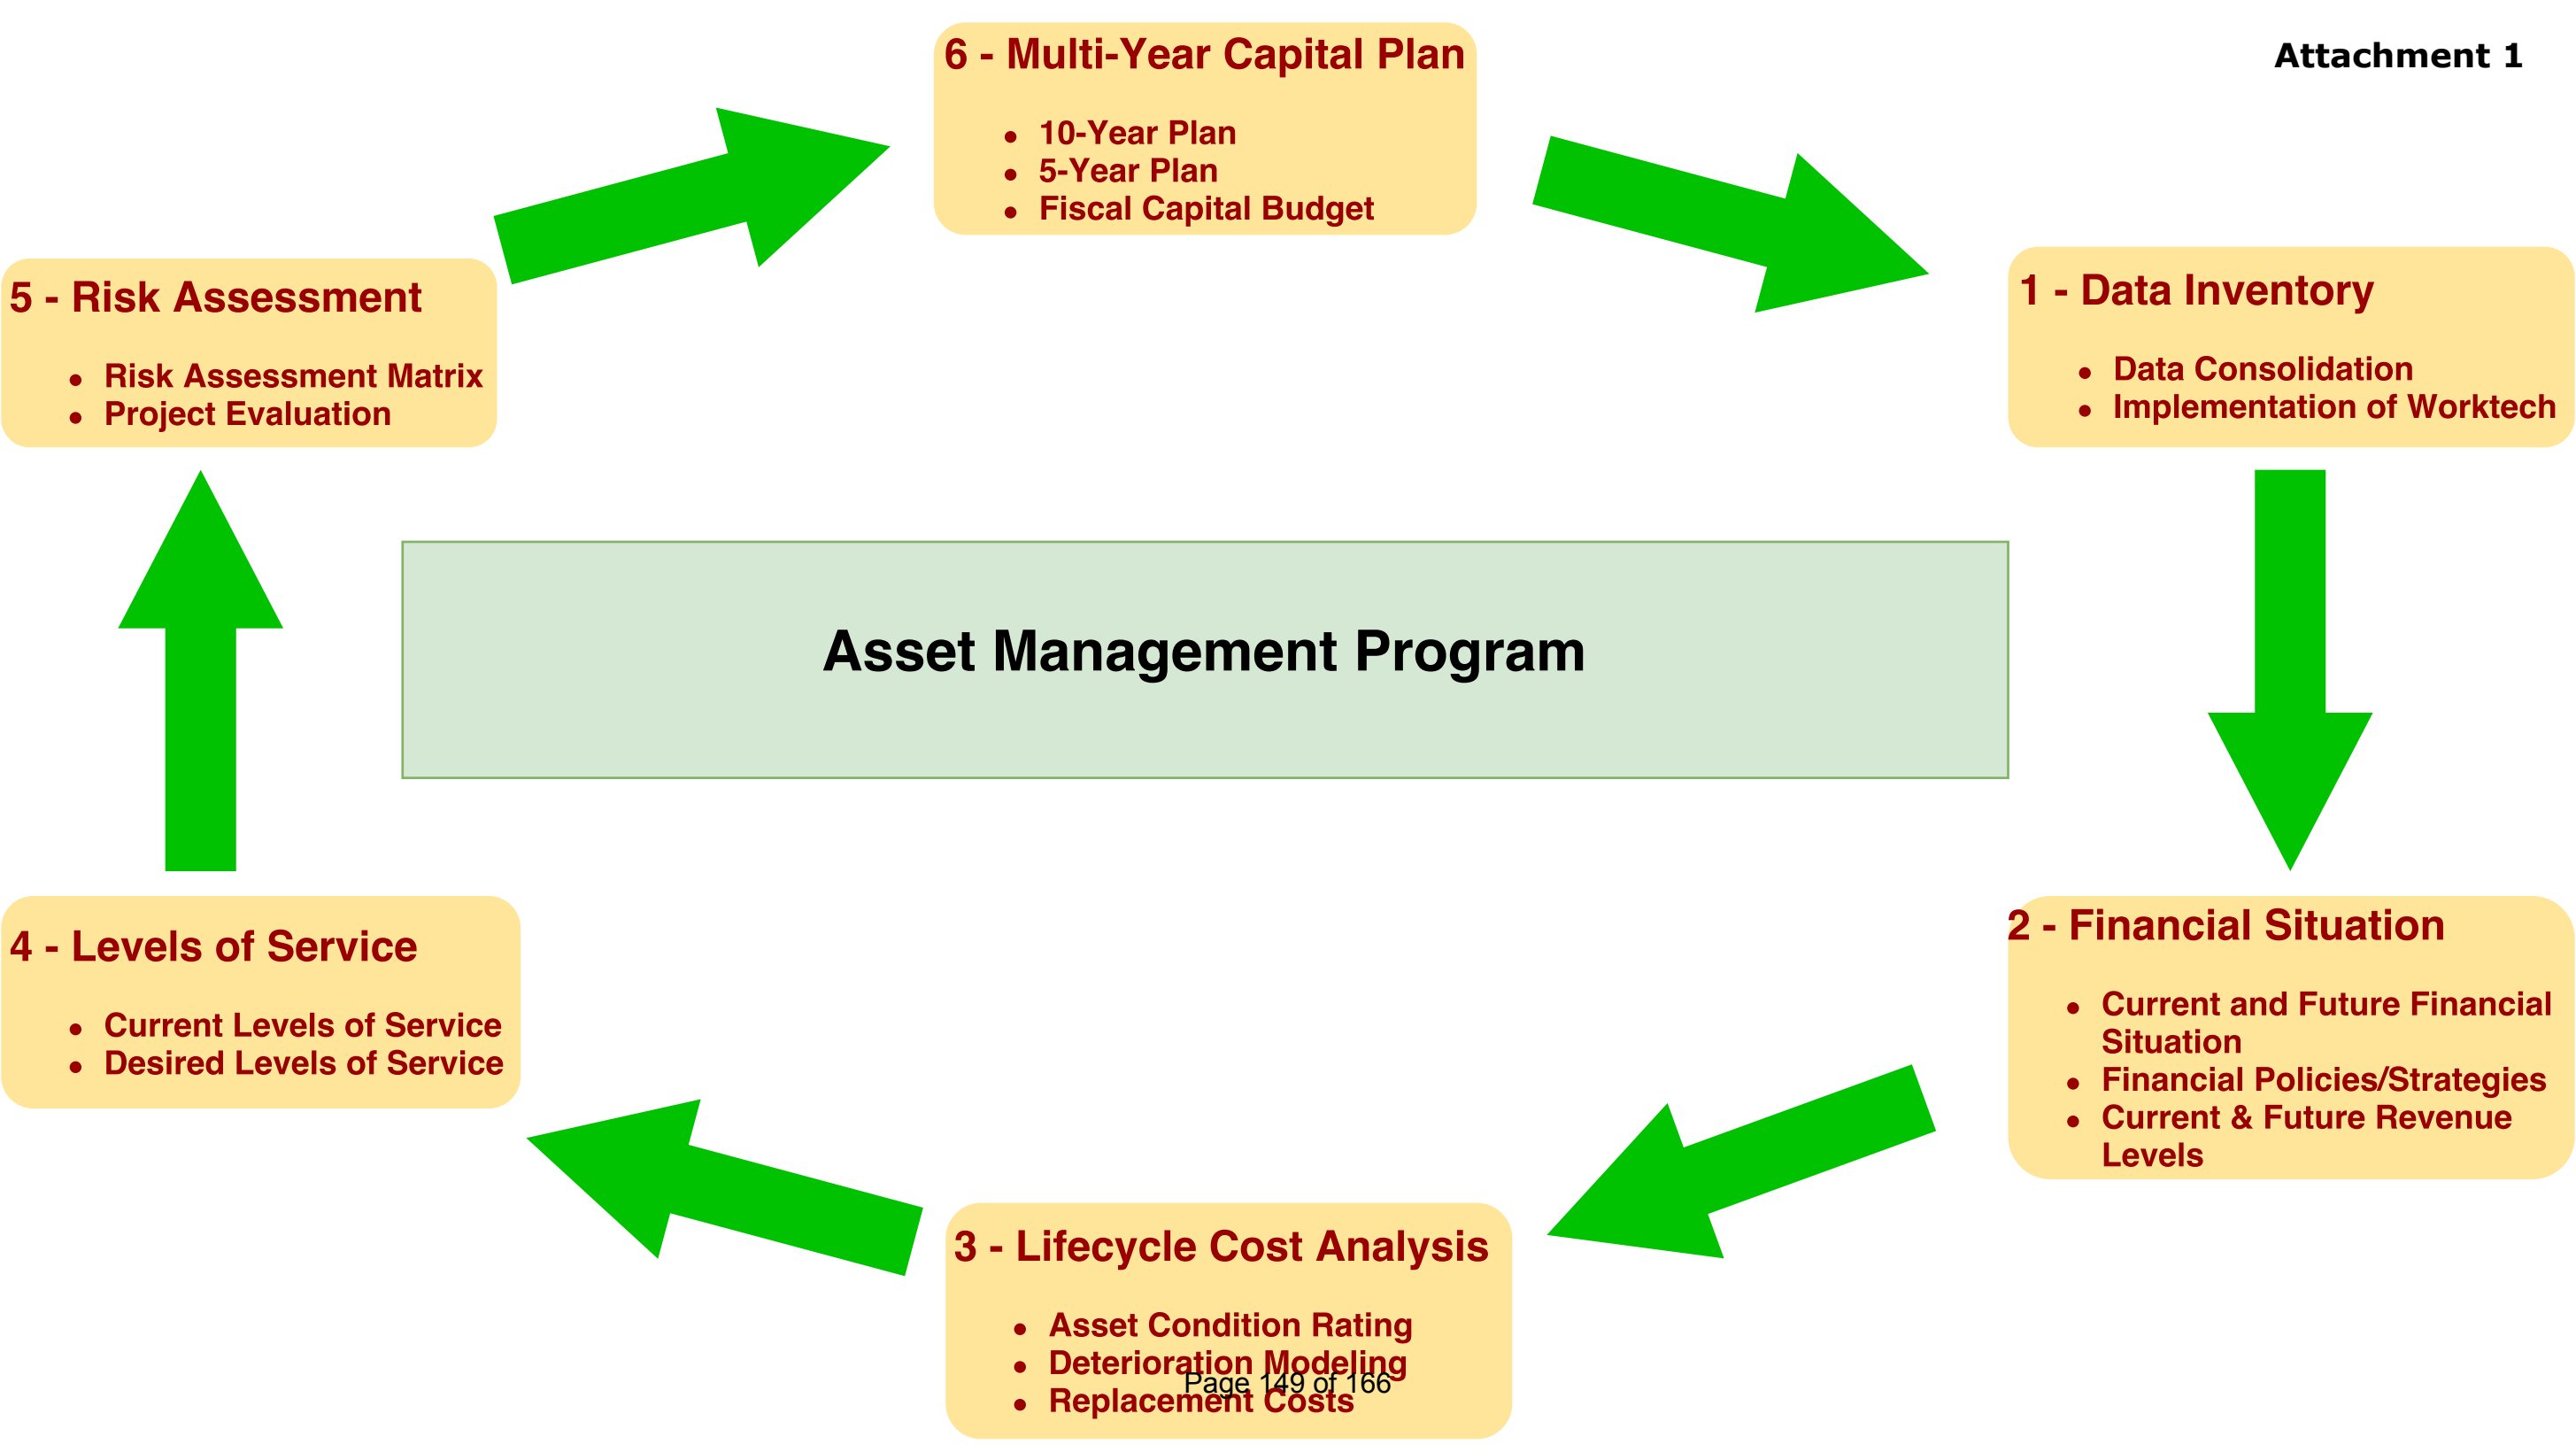 Attachment 1
6 - Multi-Year Capital Plan
● 10-Year Plan
● 5-Year Plan
● Fiscal Capital Budget
1 - Data Inventory
● Data Consolidation
● Implementation of Worktech
5 - Risk Assessment
● Risk Assessment Matrix
● Project Evaluation
Asset Management Program
2 - Financial Situation
● Current and Future Financial
Situation
● Financial Policies/Strategies
● Current & Future Revenue
Levels
4 - Levels of Service
● Current Levels of Service
● Desired Levels of Service
3 - Lifecycle Cost Analysis
● Asset Condition Rating
● Deterioration Modeling
● Replacement Costs
Page 149 of 166